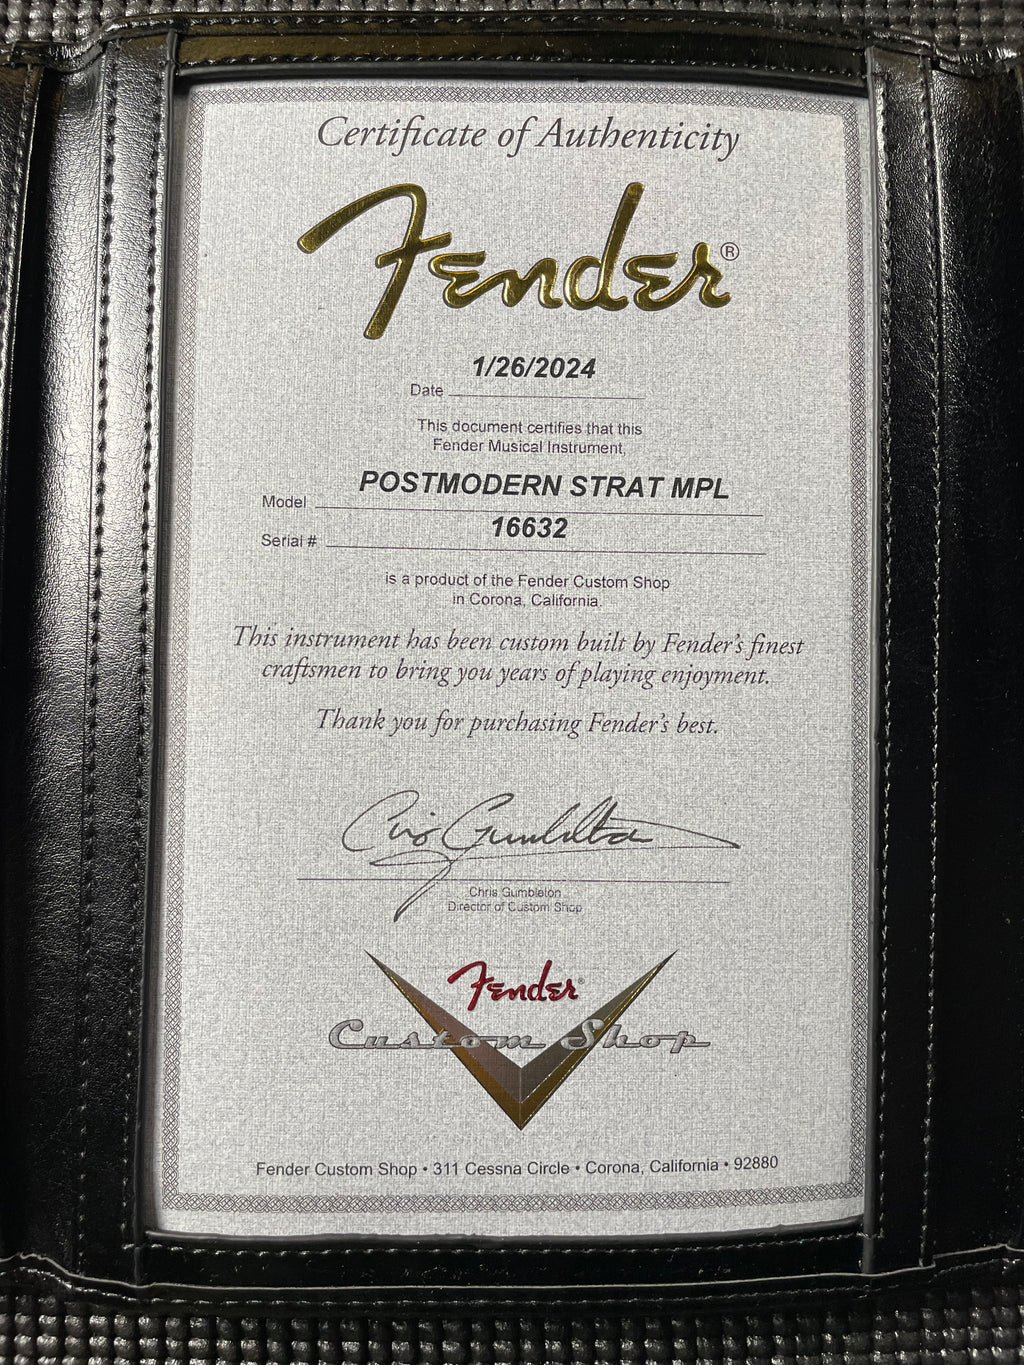 Certificate of Authenticity
Fender®
1/26/2024
Date
This document certifies that this
Fender Musical Instrument,
POSTMODERN STRAT MPL
Model
16632
Serial #
is a product of the Fender Custom Shop
in Corona, California.
This instrument has been custom built by Fender's finest
craftsmen to bring you years of playing enjoyment.
Thank you for purchasing Fender's best.
Chris Gumbleton
Chris Gumbleton
Director of Custom Shop
Fender®
Custom Shop
Fender Custom Shop • 311 Cessna Circle • Corona, California • 92880